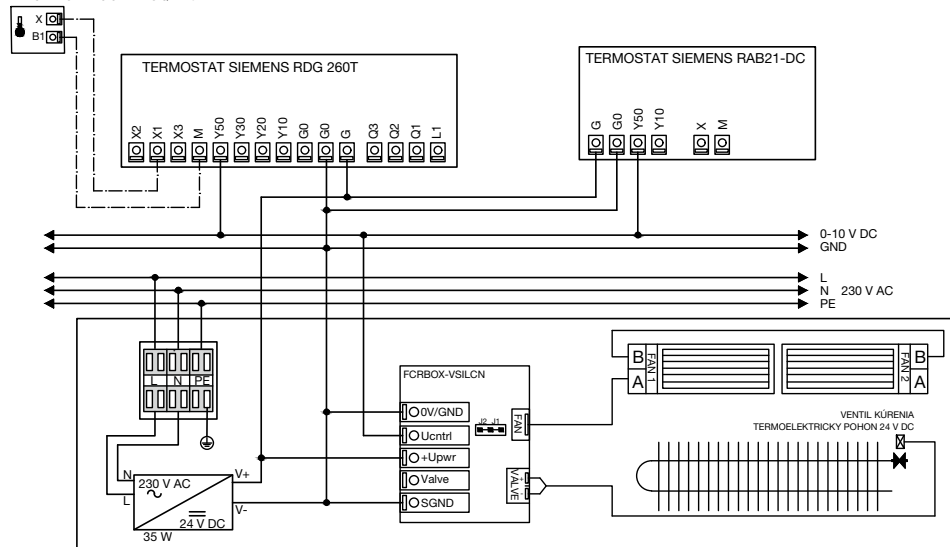 X
B1
TERMOSTAT SIEMENS RDG 260T
X2 X1 X3 M Y50 Y30 Y20 Y10 G0 G0 G Q3 Q2 Q1 L1
TERMOSTAT SIEMENS RAB21-DC
G G0 Y50 Y10 X M
0-10 V DC
GND
L
N 230 V AC
PE
L N PE
N
L
230 V AC
24 V DC
35 W
V+
V-
FCRBOX-VSILCN
0V/GND
Ucntrl
+Upwr
Valve
SGND
J2 J1
FAN
VALVE
+
-
B
A
FAN 1
FAN 2
B
A
VENTIL KÚRENIA
TERMOELEKTRICKY POHON 24 V DC